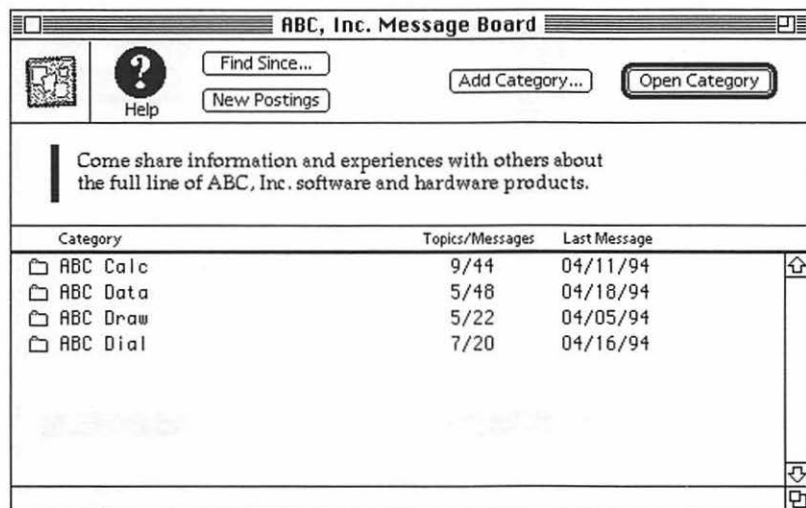 ABC, Inc. Message Board
?
Help
Find Since...
New Postings
Add Category...
Open Category
Come share information and experiences with others about
the full line of ABC, Inc. software and hardware products.
Category Topics/Messages Last Message
ABC Calc 9/44 04/11/94
ABC Data 5/48 04/18/94
ABC Draw 5/22 04/05/94
ABC Dial 7/20 04/16/94